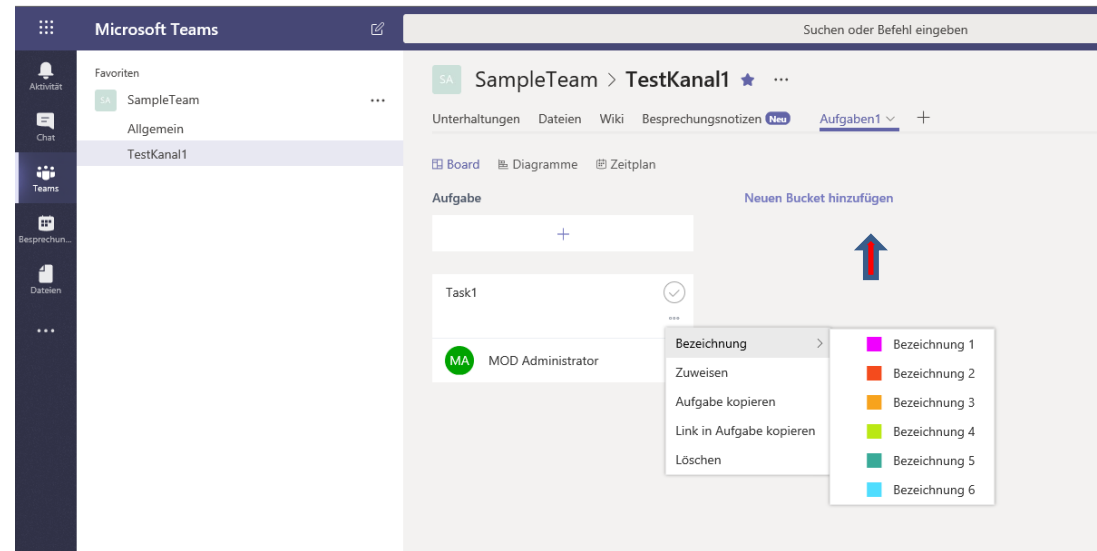 Microsoft Teams
Suchen oder Befehl eingeben
Aktivität
Chat
Teams
Besprechun...
Dateien
Favoriten
SA SampleTeam
Allgemein
TestKanal1
SA SampleTeam > TestKanal1
Unterhaltungen Dateien Wiki Besprechungsnotizen Neu Aufgaben1
Board Diagramme Zeitplan
Aufgabe Neuen Bucket hinzufügen
Task1
MA MOD Administrator
Bezeichnung
Zuweisen
Aufgabe kopieren
Link in Aufgabe kopieren
Löschen
Bezeichnung 1
Bezeichnung 2
Bezeichnung 3
Bezeichnung 4
Bezeichnung 5
Bezeichnung 6